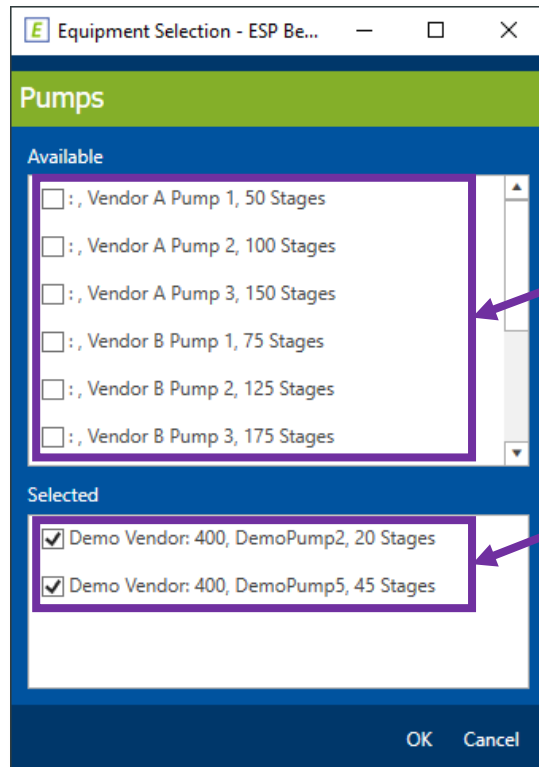 E Equipment Selection - ESP Be...
Pumps
Available
: , Vendor A Pump 1, 50 Stages
: , Vendor A Pump 2, 100 Stages
: , Vendor A Pump 3, 150 Stages
: , Vendor B Pump 1, 75 Stages
: , Vendor B Pump 2, 125 Stages
: , Vendor B Pump 3, 175 Stages
Selected
Demo Vendor: 400, DemoPump2, 20 Stages
Demo Vendor: 400, DemoPump5, 45 Stages
OK Cancel